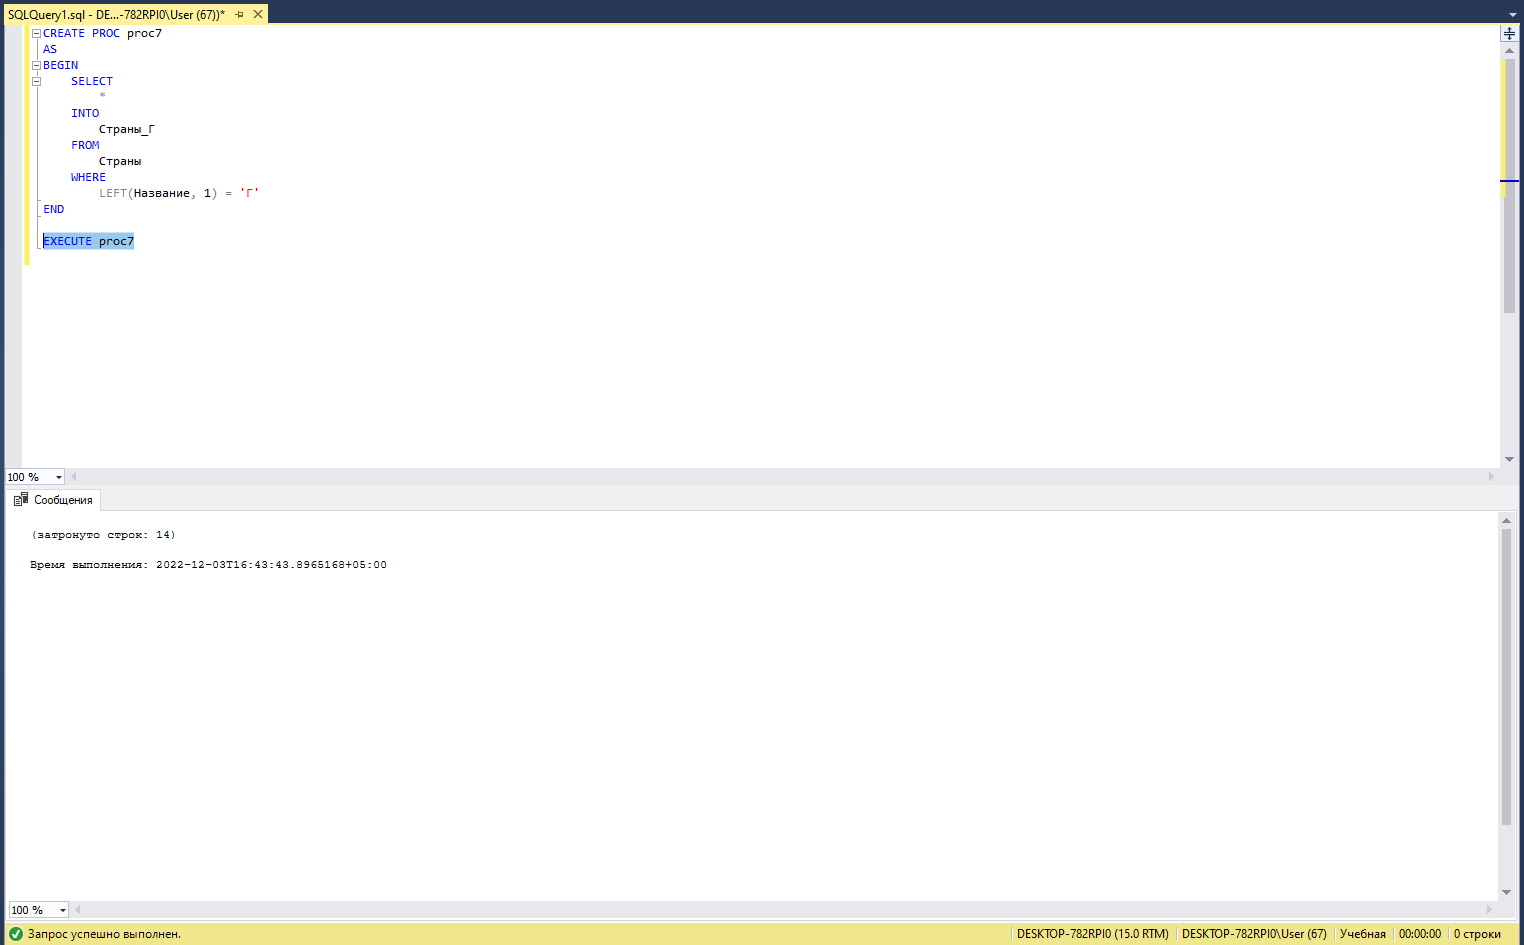 SQLQuery1.sql - DE...-782RPI0\User (67))*
CREATE PROC proc7
AS
BEGIN
SELECT
*
INTO
Страны_Г
FROM
Страны
WHERE
LEFT(Название, 1) = 'Г'
END
EXECUTE proc7
100 %
Сообщения
(затронуто строк: 14)
Время выполнения: 2022-12-03T16:43:43.8965168+05:00
100 %
Запрос успешно выполнен. DESKTOP-782RPI0 (15.0 RTM) DESKTOP-782RPI0\User (67) Учебная 00:00:00 0 строки